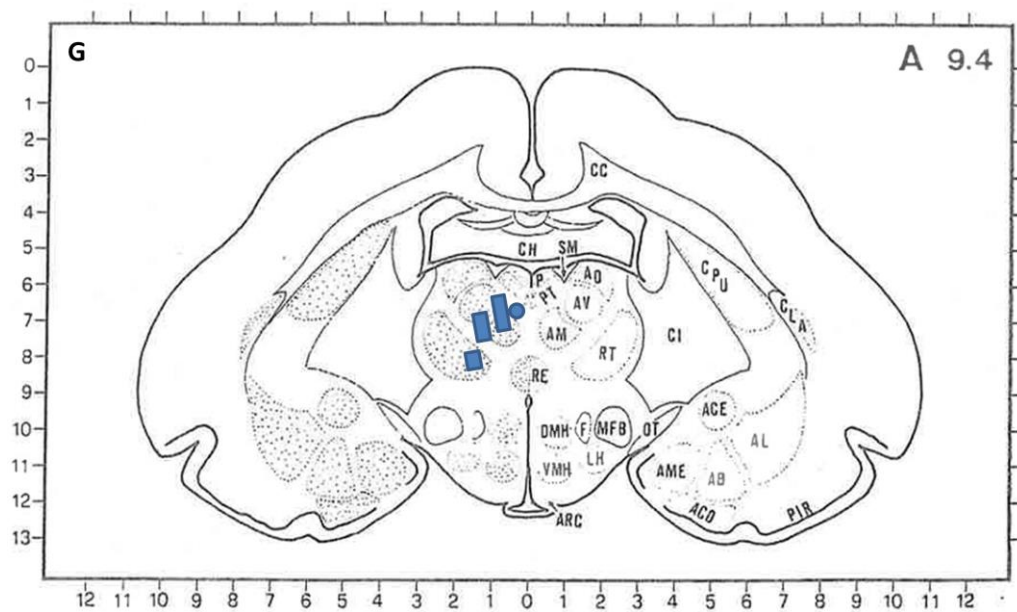 G
A 9.4
0
1
2
3
4
5
6
7
8
9
10
11
12
13
CC
CH
SM
P
PT
AD
AV
AM
RT
RE
CPU
CLA
CI
DMH
F
MFB
OT
LH
VMH
ARC
ACE
AL
AME
AB
ACO
PIR
12 11 10 9 8 7 6 5 4 3 2 1 0 1 2 3 4 5 6 7 8 9 10 11 12